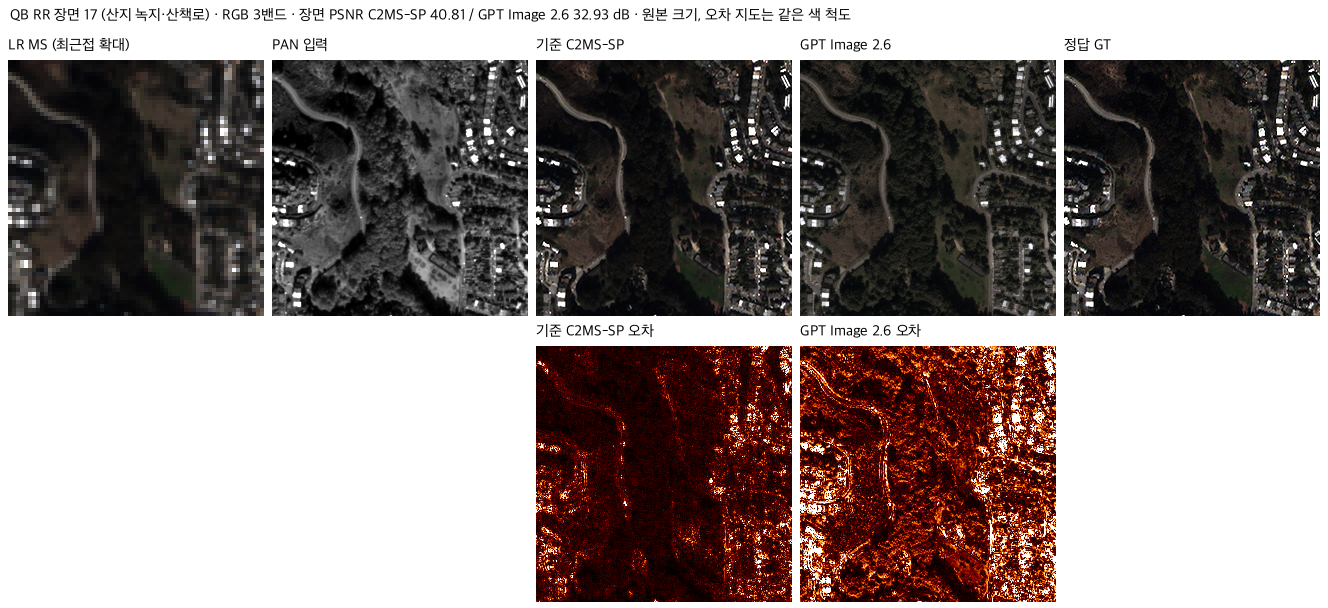 QB RR 장면 17 (산지 녹지·산책로) · RGB 3밴드 · 장면 PSNR C2MS-SP 40.81 / GPT Image 2.6 32.93 dB · 원본 크기, 오차 지도는 같은 색 척도
LR MS (최근접 확대)
PAN 입력
기준 C2MS-SP
GPT Image 2.6
정답 GT
기준 C2MS-SP 오차
GPT Image 2.6 오차